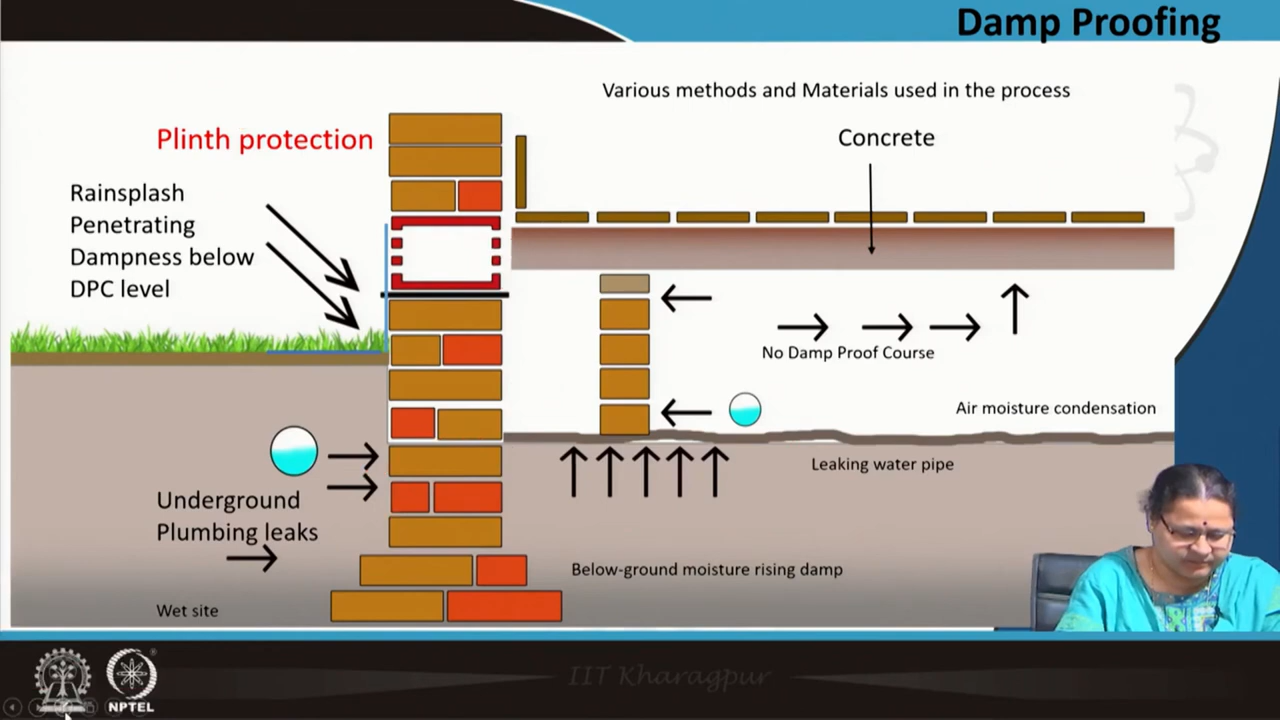 Damp Proofing
Various methods and Materials used in the process
Plinth protection
Concrete
Rainsplash
Penetrating
Dampness below
DPC level
No Damp Proof Course
Air moisture condensation
Leaking water pipe
Underground
Plumbing leaks
Below-ground moisture rising damp
Wet site
IIT Kharagpur
NPTEL